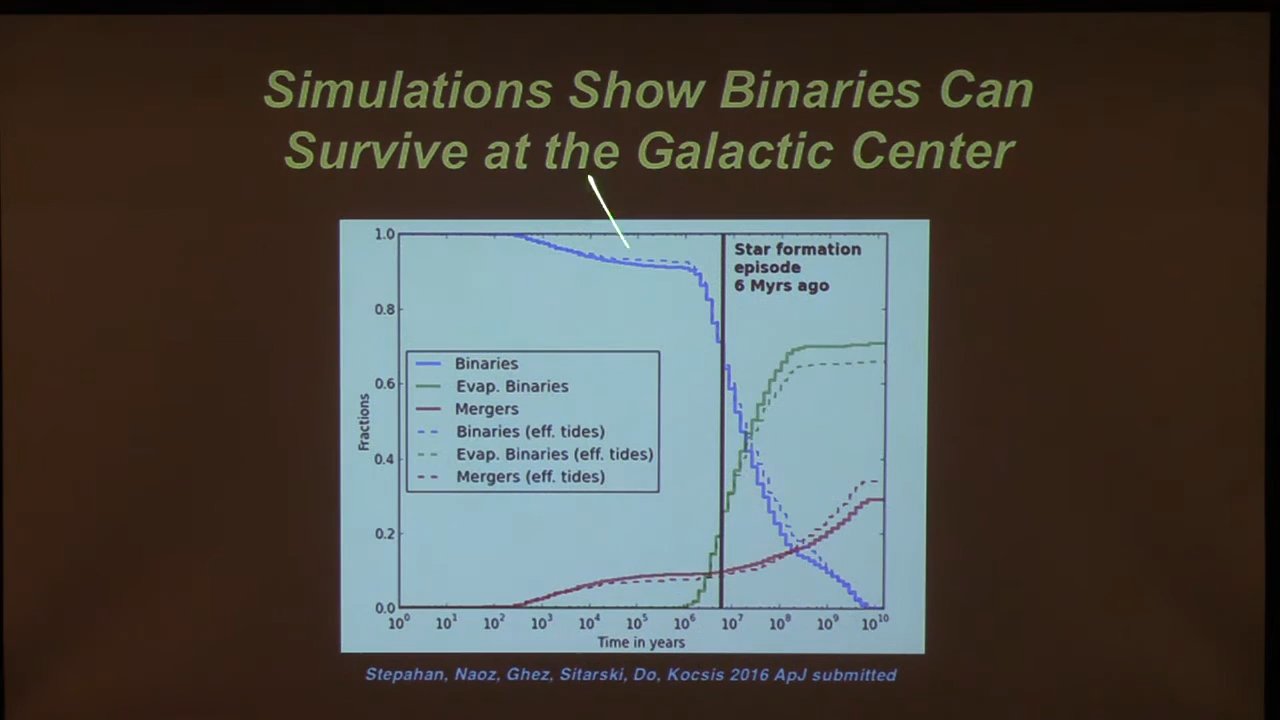 Simulations Show Binaries Can
Survive at the Galactic Center
Star formation
episode
6 Myrs ago
1.0
0.8
0.6
0.4
0.2
0.0
Fractions
Binaries
Evap. Binaries
Mergers
Binaries (eff. tides)
Evap. Binaries (eff. tides)
Mergers (eff. tides)
10⁰ 10¹ 10² 10³ 10⁴ 10⁵ 10⁶ 10⁷ 10⁸ 10⁹ 10¹⁰
Time in years
Stepahan, Naoz, Ghez, Sitarski, Do, Kocsis 2016 ApJ submitted